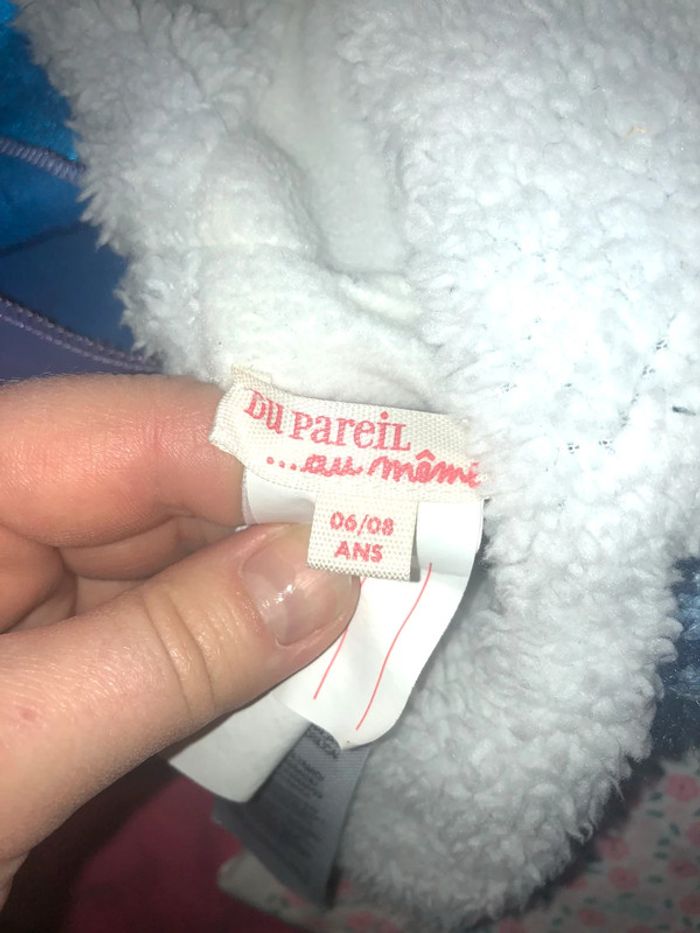 Du pareil
...au même
06/08
ANS